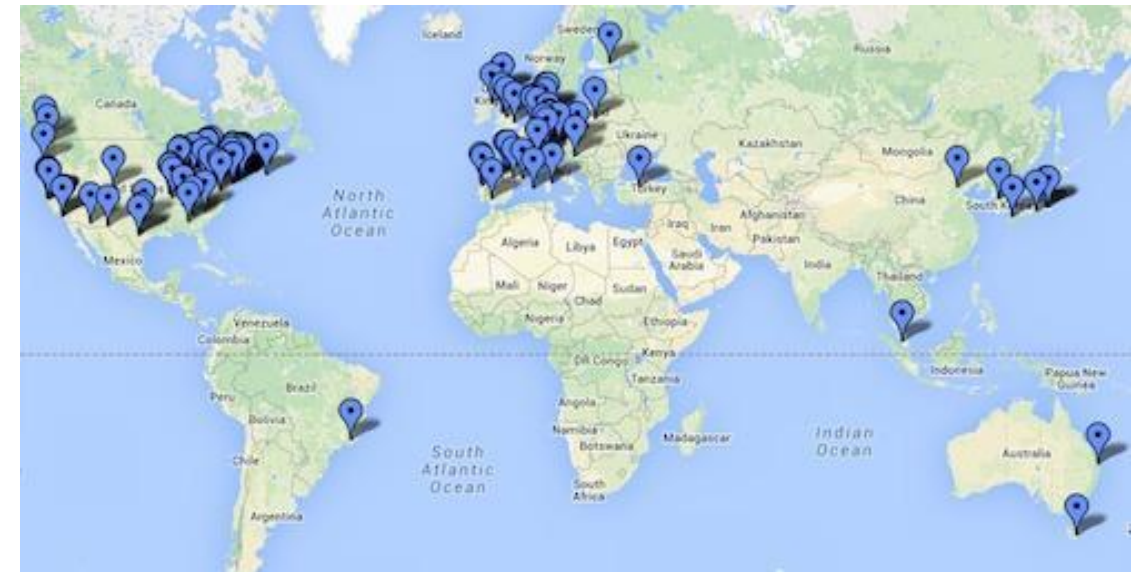 Iceland
Sweden
Norway
Russia
Canada
Ukraine
Kazakhstan
Mongolia
Turkey
China
South
North
Atlantic
Ocean
Afghanistan
Iraq
Iran
Pakistan
Algeria
Libya
Egypt
Saudi
Arabia
India
Mexico
Mali
Niger
Sudan
Chad
Thailand
Nigeria
Ethiopia
Venezuela
Colombia
DR Congo
Kenya
Tanzania
Indonesia
Papua New
Guinea
Brazil
Peru
Angola
Bolivia
Namibia
Botswana
Madagascar
Indian
Ocean
Australia
Chile
South
Atlantic
Ocean
South
Africa
Argentina